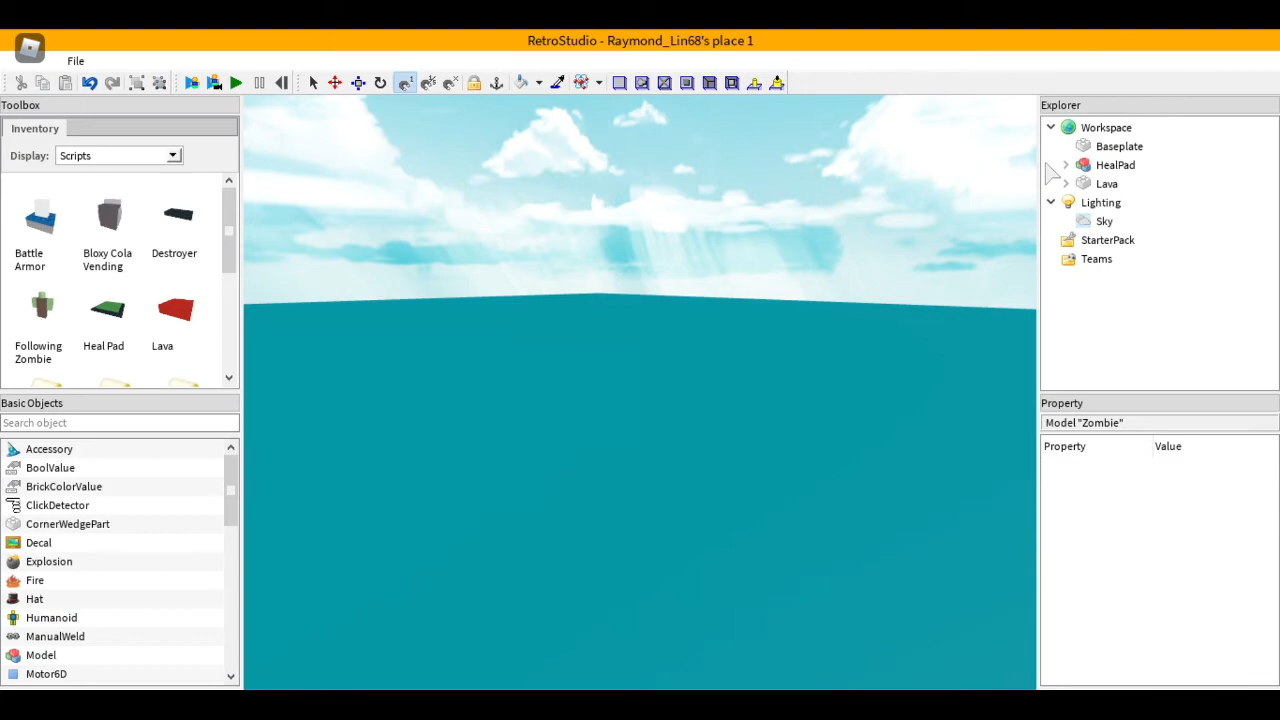 RetroStudio - Raymond_Lin68's place 1
File
Toolbox
Inventory
Display:
Scripts
Battle
Armor
Bloxy Cola
Vending
Destroyer
Following
Zombie
Heal Pad
Lava
Basic Objects
Search object
Accessory
BoolValue
BrickColorValue
ClickDetector
CornerWedgePart
Decal
Explosion
Fire
Hat
Humanoid
ManualWeld
Model
Motor6D
Explorer
Workspace
Baseplate
HealPad
Lava
Lighting
Sky
StarterPack
Teams
Property
Model "Zombie"
Property
Value